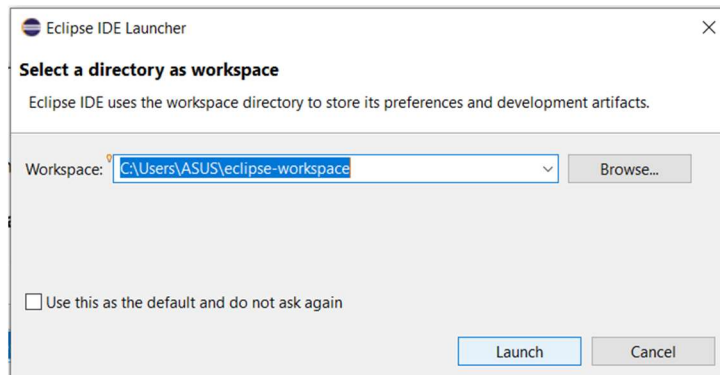 Eclipse IDE Launcher
Select a directory as workspace
Eclipse IDE uses the workspace directory to store its preferences and development artifacts.
Workspace: C:\Users\ASUS\eclipse-workspace Browse...
Use this as the default and do not ask again
Launch Cancel